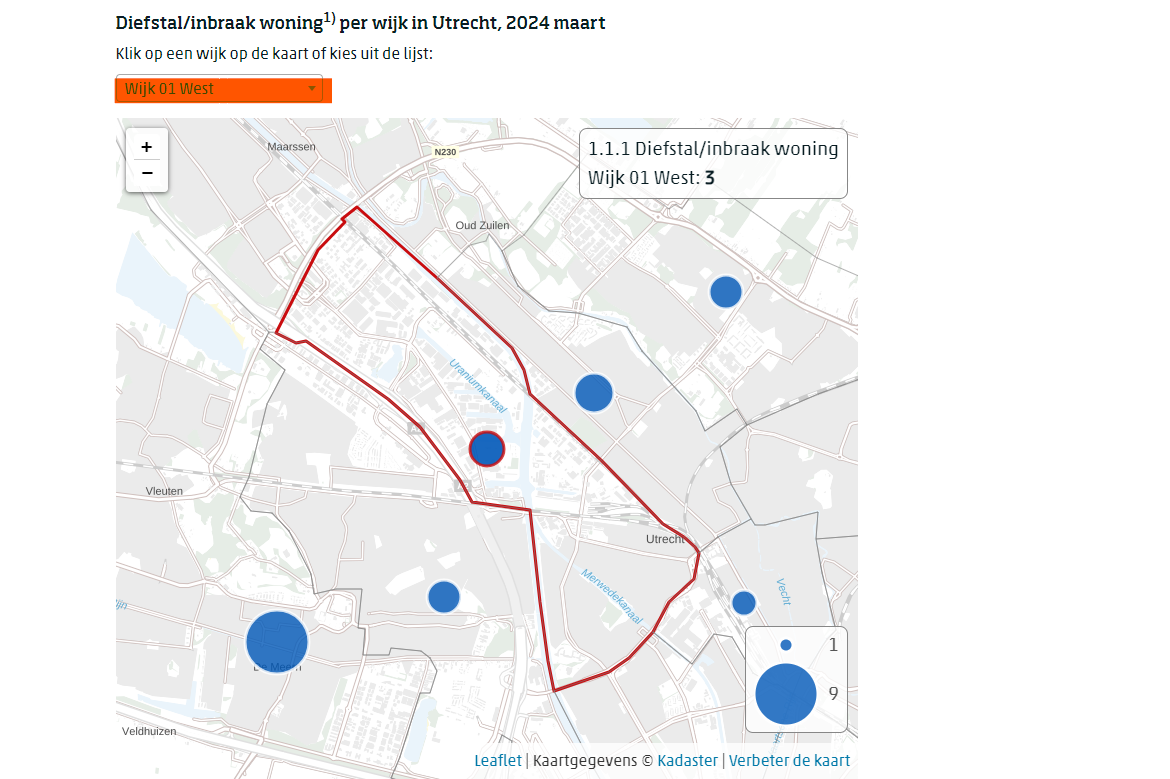 Diefstal/inbraak woning1) per wijk in Utrecht, 2024 maart
Klik op een wijk op de kaart of kies uit de lijst:
Wijk 01 West
+
−
Maarssen
N230
1.1.1 Diefstal/inbraak woning
Wijk 01 West: 3
Oud Zuilen
Uraniumkanaal
Vleuten
Utrecht
Merwedekanaal
Vecht
De Meern
1
9
Veldhuizen
Leaflet | Kaartgegevens © Kadaster | Verbeter de kaart